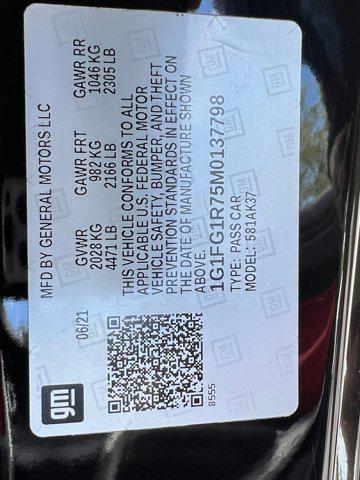 gm
06/21
MFD BY GENERAL MOTORS LLC
GVWR GAWR FRT GAWR RR
2028 KG 982 KG 1046 KG
4471 LB 2166 LB 2305 LB
THIS VEHICLE CONFORMS TO ALL
APPLICABLE U.S. FEDERAL MOTOR
VEHICLE SAFETY, BUMPER, AND THEFT
PREVENTION STANDARDS IN EFFECT ON
THE DATE OF MANUFACTURE SHOWN
ABOVE.
1G1FG1R75M0137798
TYPE: PASS CAR
MODEL: 581AK37
8555